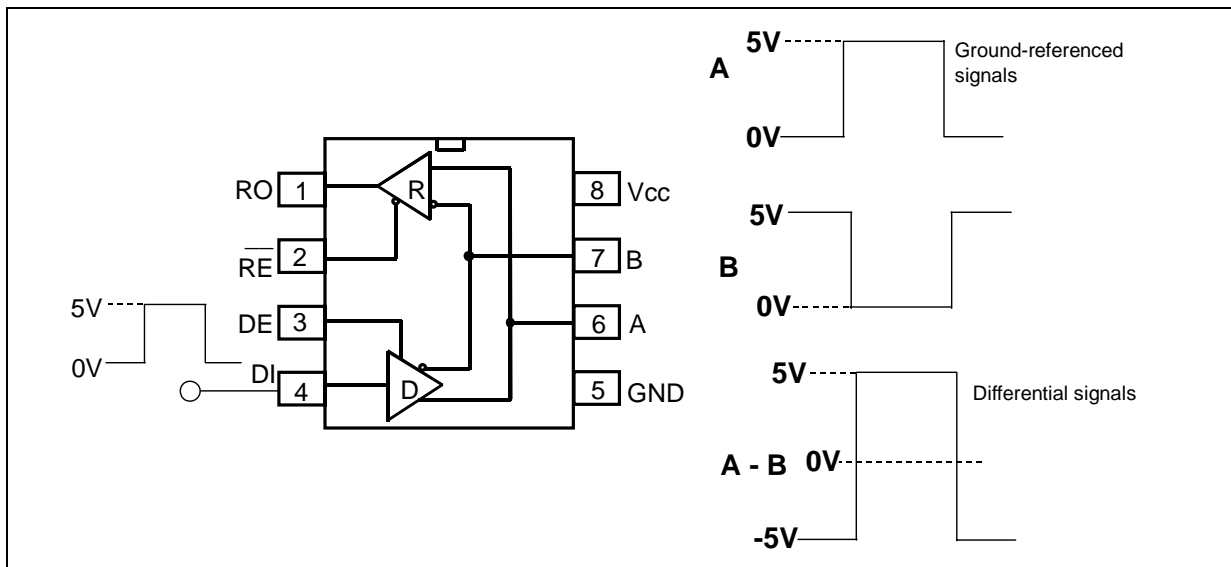 RO
1
RE
2
DE
3
DI
4
R
D
8
Vcc
7
B
6
A
5
GND
5V
0V
A
5V
0V
Ground-referenced
signals
B
5V
0V
A - B
5V
0V
-5V
Differential signals